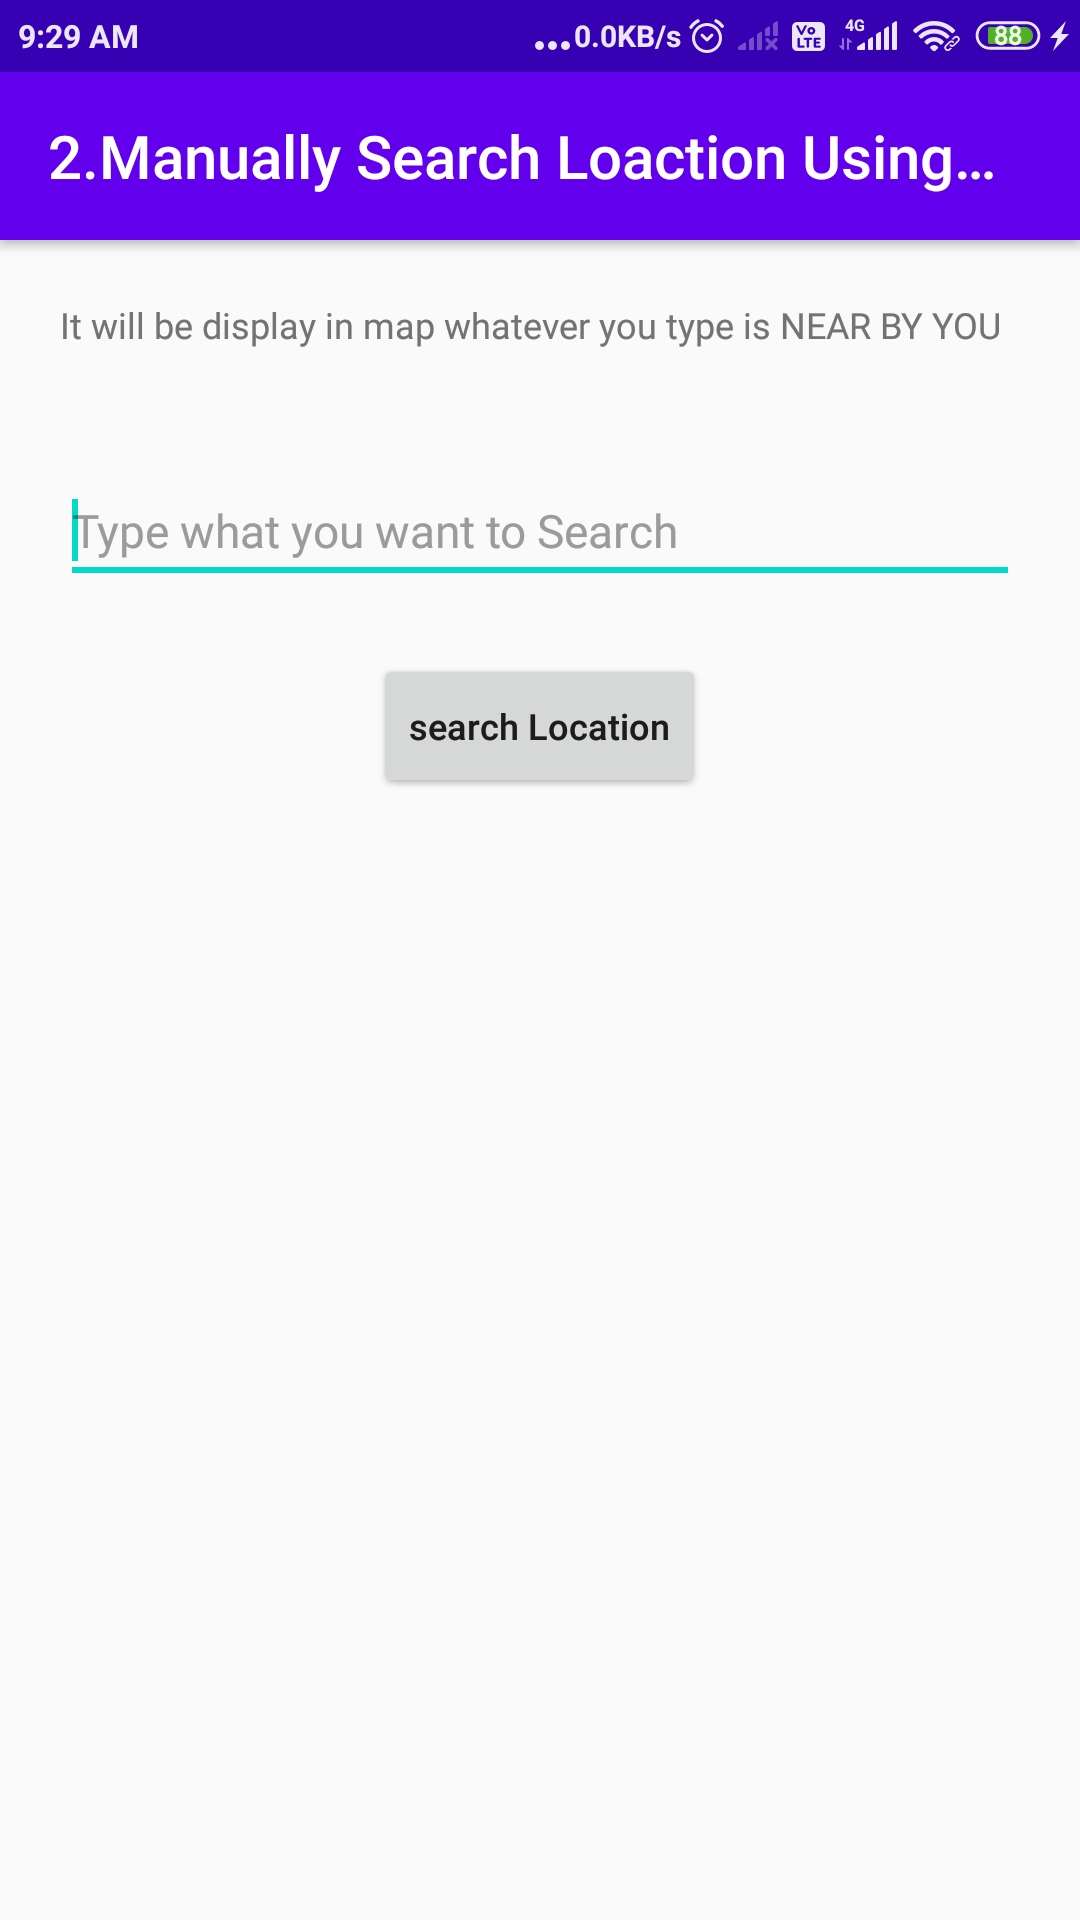 9:29 AM ...0.0KB/s Vo LTE 4G 88
2.Manually Search Loaction Using...
It will be display in map whatever you type is NEAR BY YOU
Type what you want to Search
search Location